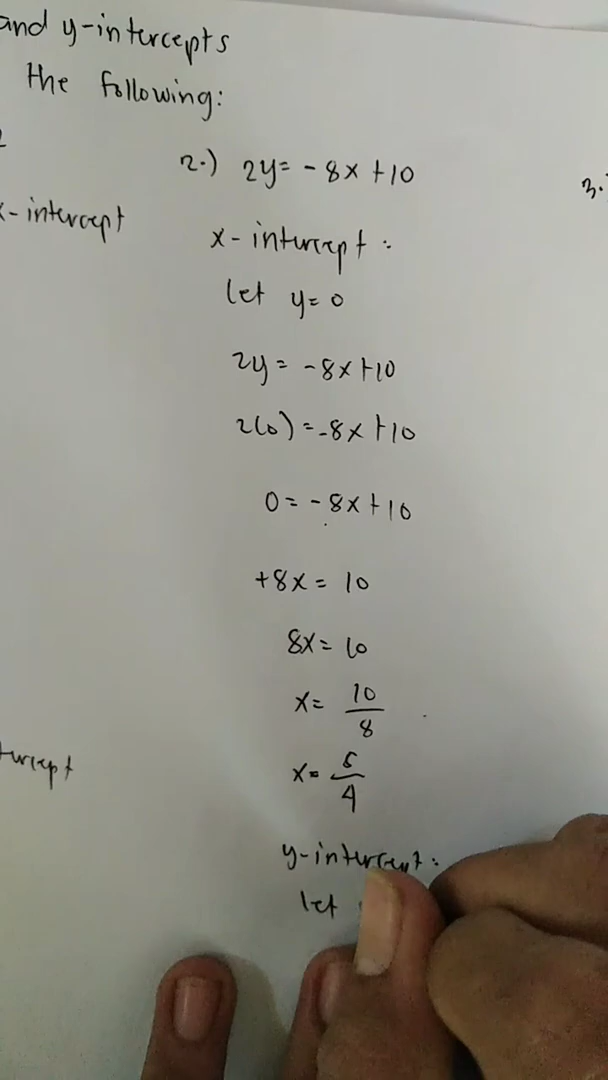 and y-intercepts
the following:
2.) 2y = -8x + 10
3.
x-intercept
x-intercept:
let y = 0
2y = -8x + 10
2(0) = -8x + 10
0 = -8x + 10
+8x = 10
8x = 10
x = 10/8
x = 5/4
y-intercept:
let